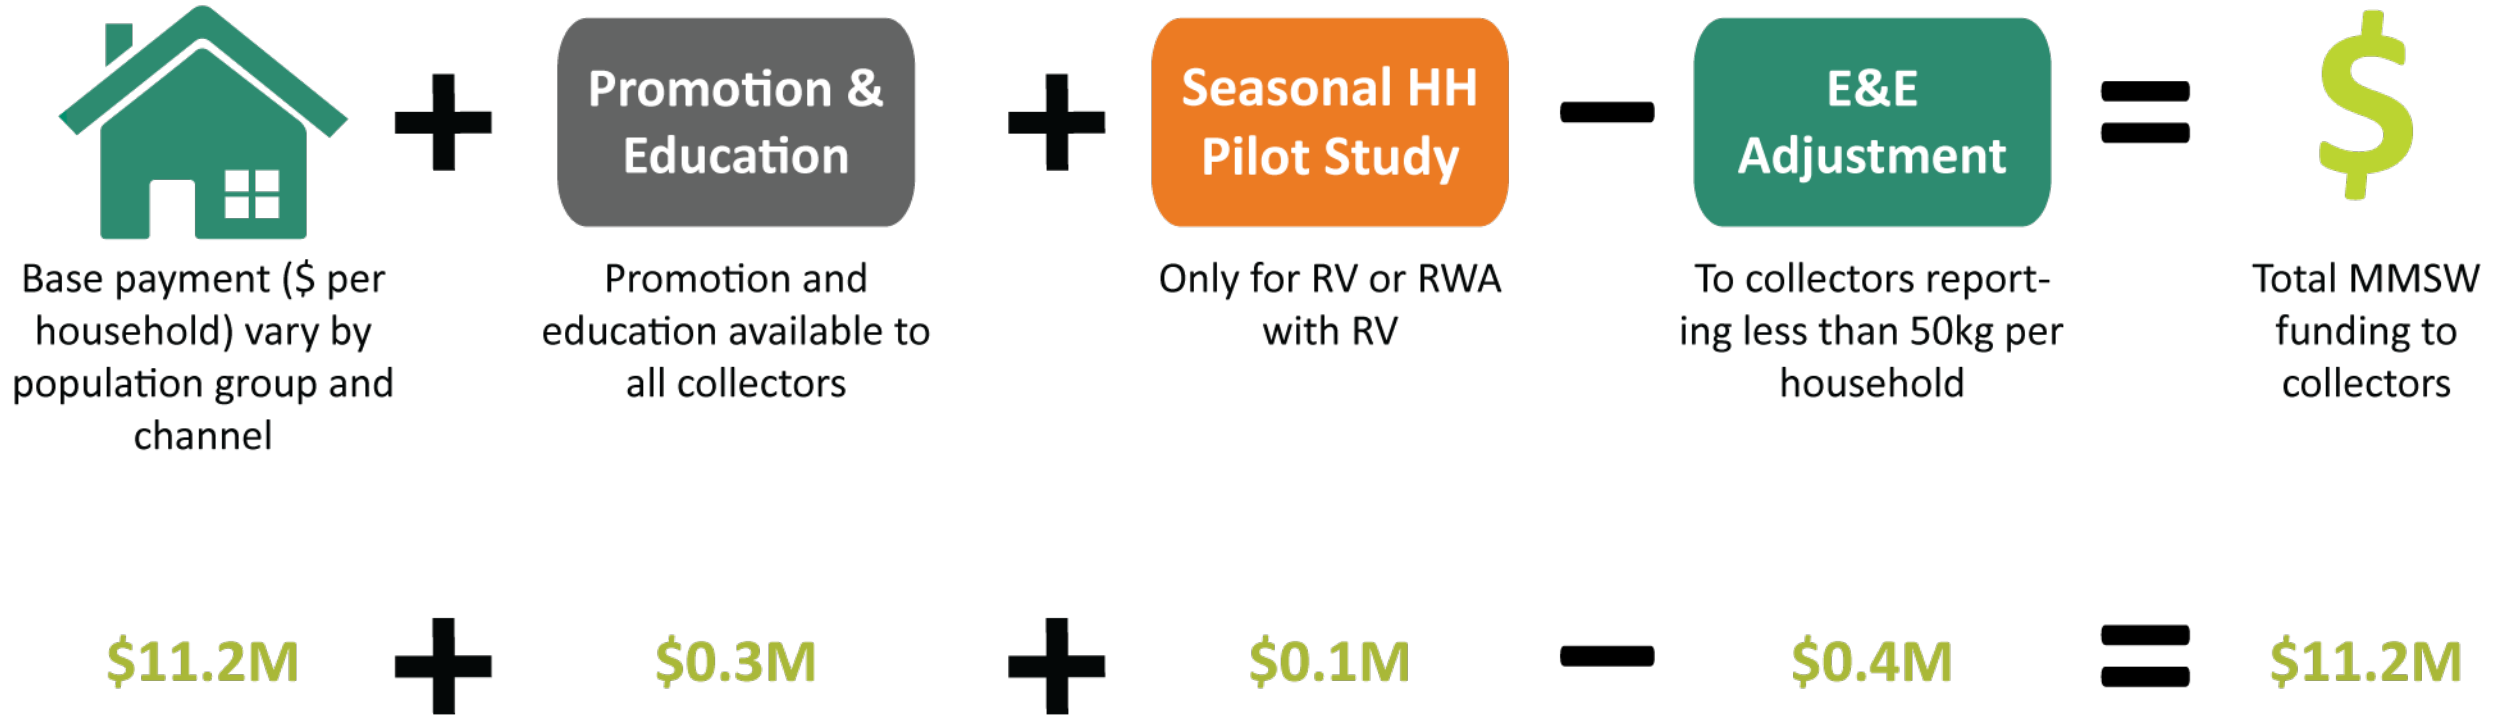 Promotion &
Education
Seasonal HH
Pilot Study
E&E
Adjustment
$
Base payment ($ per
household) vary by
population group and
channel
Promotion and
education available to
all collectors
Only for RV or RWA
with RV
To collectors report-
ing less than 50kg per
household
Total MMSW
funding to
collectors
+ + − =
$11.2M + $0.3M + $0.1M − $0.4M = $11.2M